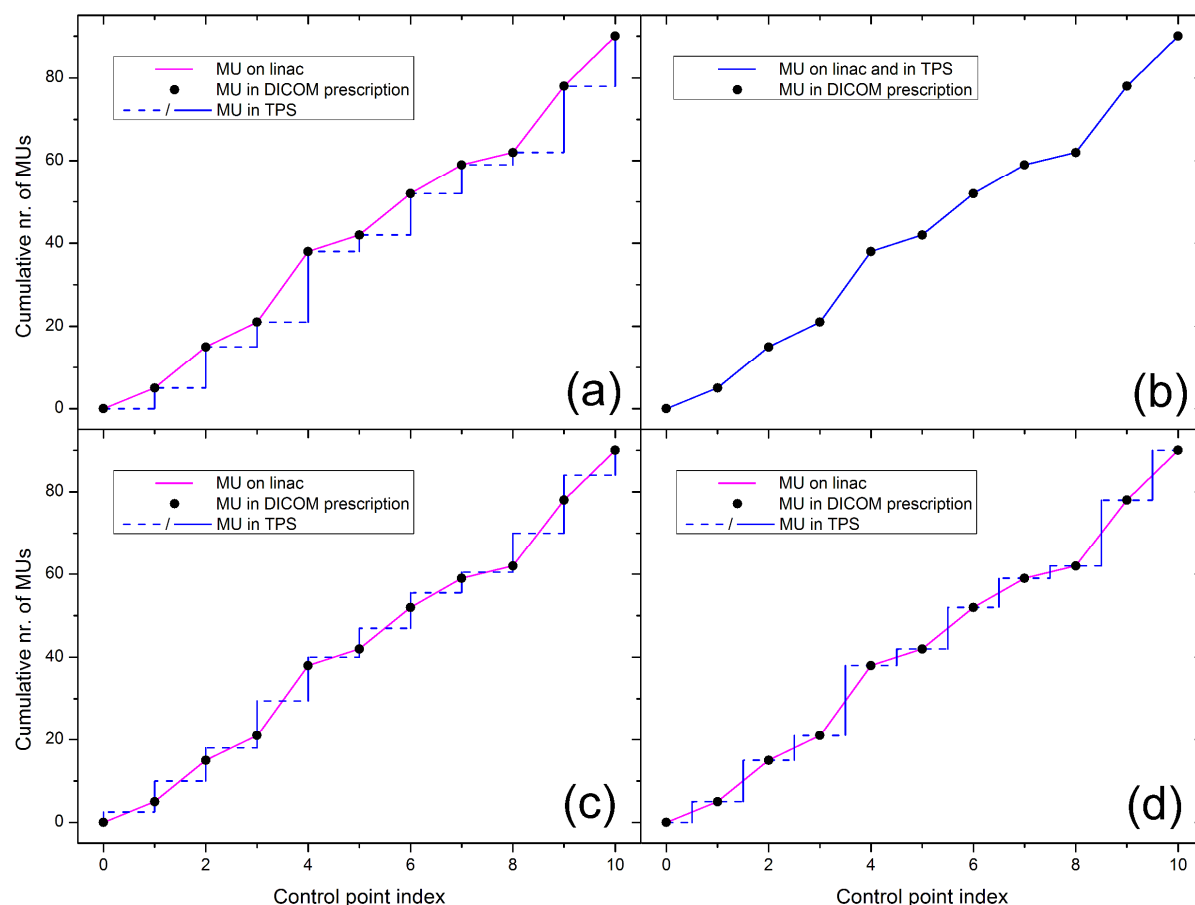 MU on linac
MU in DICOM prescription
/ MU in TPS
Cumulative nr. of MUs
80
60
40
20
0
(a)
MU on linac and in TPS
MU in DICOM prescription
(b)
MU on linac
MU in DICOM prescription
/ MU in TPS
Cumulative nr. of MUs
80
60
40
20
0
(c)
0 2 4 6 8 10
Control point index
MU on linac
MU in DICOM prescription
/ MU in TPS
(d)
0 2 4 6 8 10
Control point index